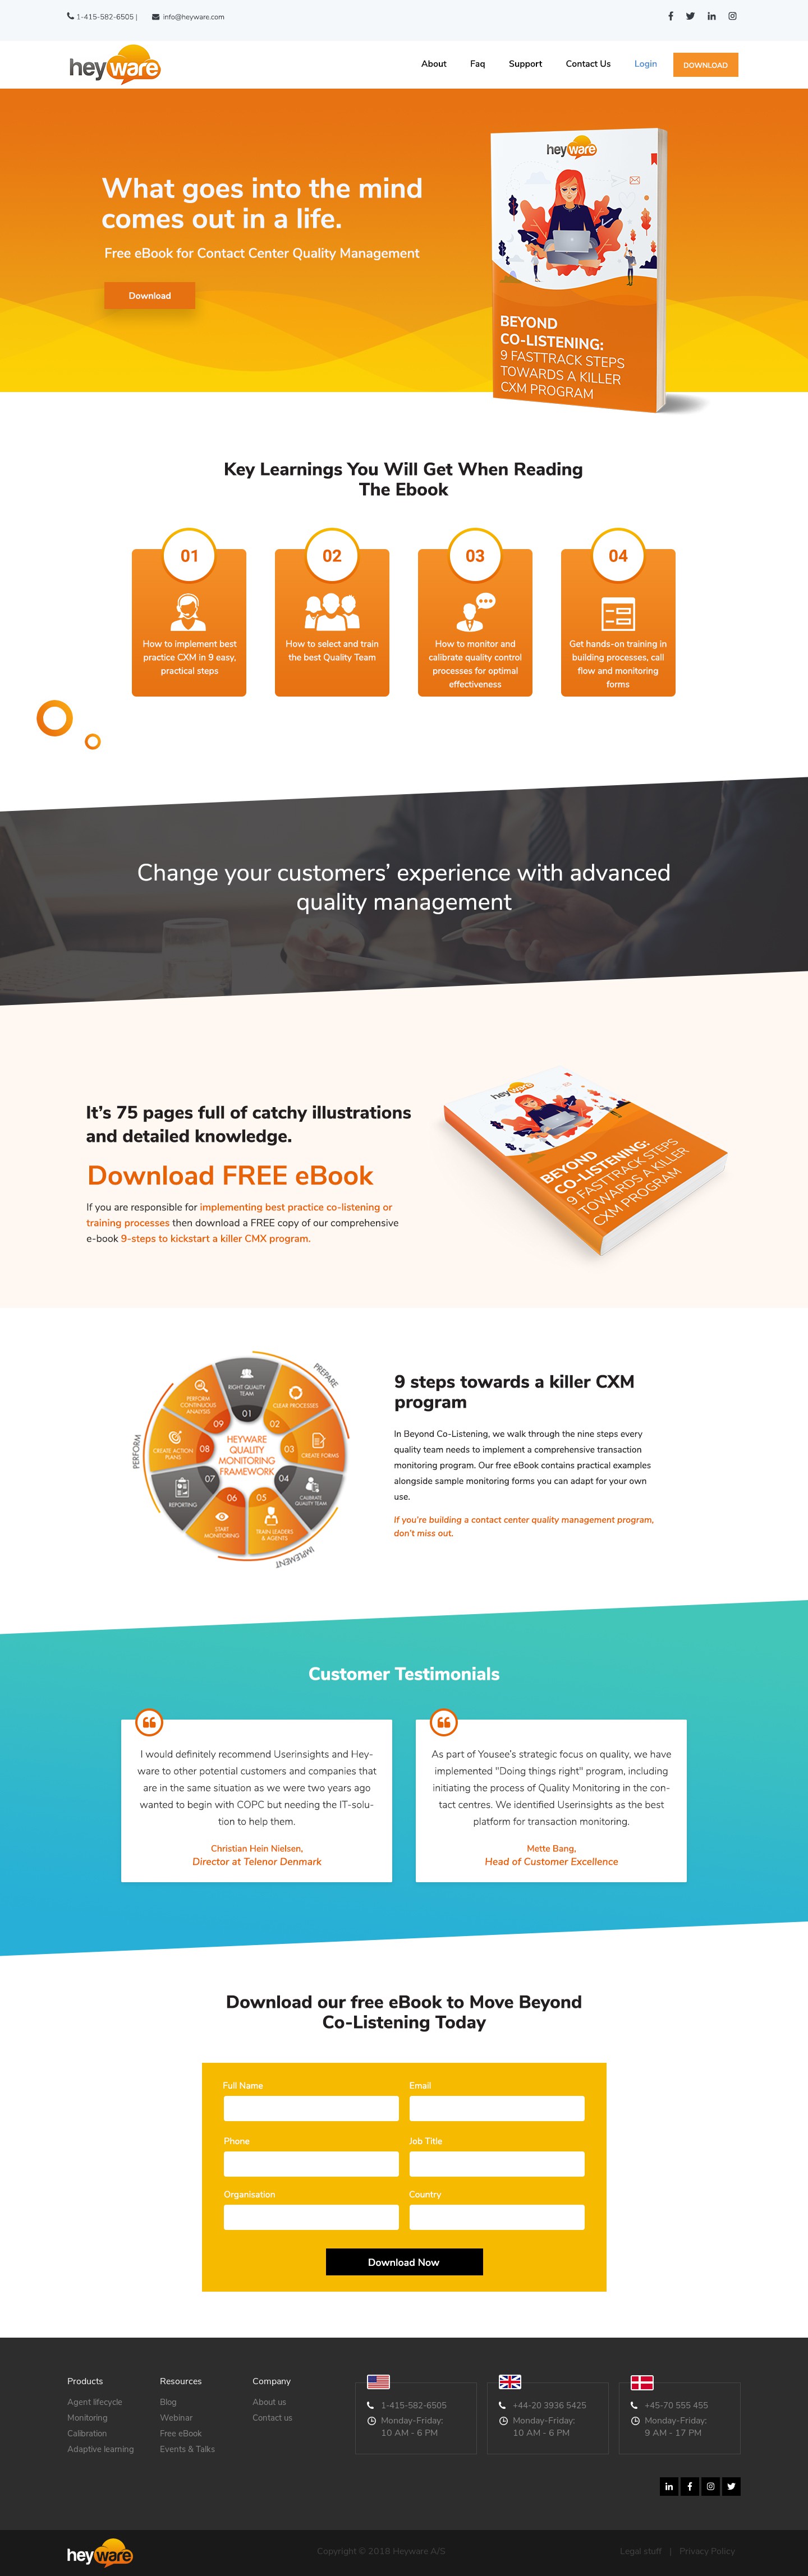 1-415-582-6505 |
info@heyware.com
heyware
About
Faq
Support
Contact Us
Login
DOWNLOAD
What goes into the mind
comes out in a life.
Free eBook for Contact Center Quality Management
Download
heyware
BEYOND
CO-LISTENING:
9 FASTTRACK STEPS
TOWARDS A KILLER
CXM PROGRAM
Key Learnings You Will Get When Reading
The Ebook
01
How to implement best
practice CXM in 9 easy,
practical steps
02
How to select and train
the best Quality Team
03
How to monitor and
calibrate quality control
processes for optimal
effectiveness
04
Get hands-on training in
building processes, call
flow and monitoring
forms
Change your customers’ experience with advanced
quality management
It’s 75 pages full of catchy illustrations
and detailed knowledge.
Download FREE eBook
If you are responsible for implementing best practice co-listening or
training processes then download a FREE copy of our comprehensive
e-book 9-steps to kickstart a killer CMX program.
heyware
BEYOND
CO-LISTENING:
9 FASTTRACK STEPS
TOWARDS A KILLER
CXM PROGRAM
PREPARE
IMPLEMENT
PERFORM
HEYWARE
QUALITY
MONITORING
FRAMEWORK
RIGHT QUALITY
TEAM
01
CLEAR PROCESSES
02
CREATE FORMS
03
CALIBRATE
QUALITY TEAM
04
TRAIN LEADERS
& AGENTS
05
START
MONITORING
06
REPORTING
07
CREATE ACTION
PLANS
08
PERFORM
CONTINUOUS
ANALYSIS
09
9 steps towards a killer CXM
program
In Beyond Co-Listening, we walk through the nine steps every
quality team needs to implement a comprehensive transaction
monitoring program. Our free eBook contains practical examples
alongside sample monitoring forms you can adapt for your own
use.
If you’re building a contact center quality management program,
don’t miss out.
Customer Testimonials
I would definitely recommend Userinsights and Hey-
ware to other potential customers and companies that
are in the same situation as we were two years ago
wanted to begin with COPC but needing the IT-solu-
tion to help them.
Christian Hein Nielsen,
Director at Telenor Denmark
As part of Yousee’s strategic focus on quality, we have
implemented "Doing things right" program, including
initiating the process of Quality Monitoring in the con-
tact centres. We identified Userinsights as the best
platform for transaction monitoring.
Mette Bang,
Head of Customer Excellence
Download our free eBook to Move Beyond
Co-Listening Today
Full Name
Email
Phone
Job Title
Organisation
Country
Download Now
Products
Agent lifecycle
Monitoring
Calibration
Adaptive learning
Resources
Blog
Webinar
Free eBook
Events & Talks
Company
About us
Contact us
1-415-582-6505
Monday-Friday:
10 AM - 6 PM
+44-20 3936 5425
Monday-Friday:
10 AM - 6 PM
+45-70 555 455
Monday-Friday:
9 AM - 17 PM
heyware
Copyright © 2018 Heyware A/S
Legal stuff | Privacy Policy